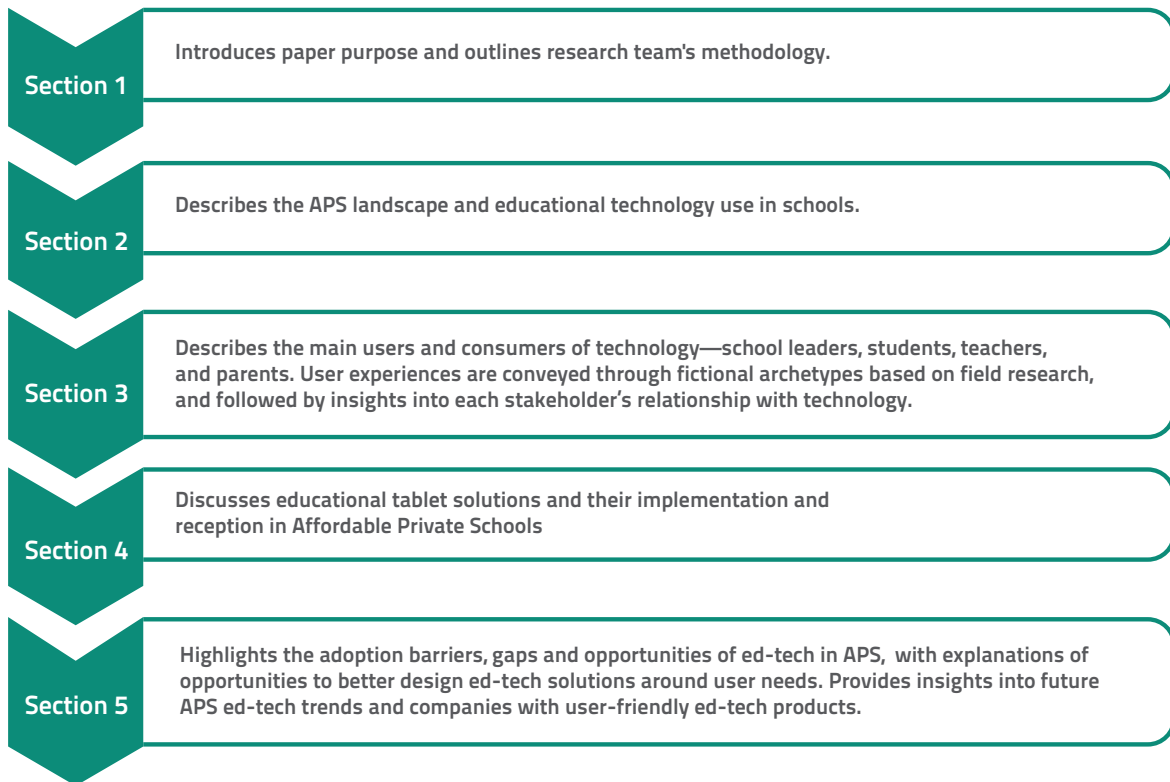 Section 1
Introduces paper purpose and outlines research team's methodology.
Section 2
Describes the APS landscape and educational technology use in schools.
Section 3
Describes the main users and consumers of technology—school leaders, students, teachers,
and parents. User experiences are conveyed through fictional archetypes based on field research,
and followed by insights into each stakeholder's relationship with technology.
Section 4
Discusses educational tablet solutions and their implementation and
reception in Affordable Private Schools
Section 5
Highlights the adoption barriers, gaps and opportunities of ed-tech in APS, with explanations of
opportunities to better design ed-tech solutions around user needs. Provides insights into future
APS ed-tech trends and companies with user-friendly ed-tech products.